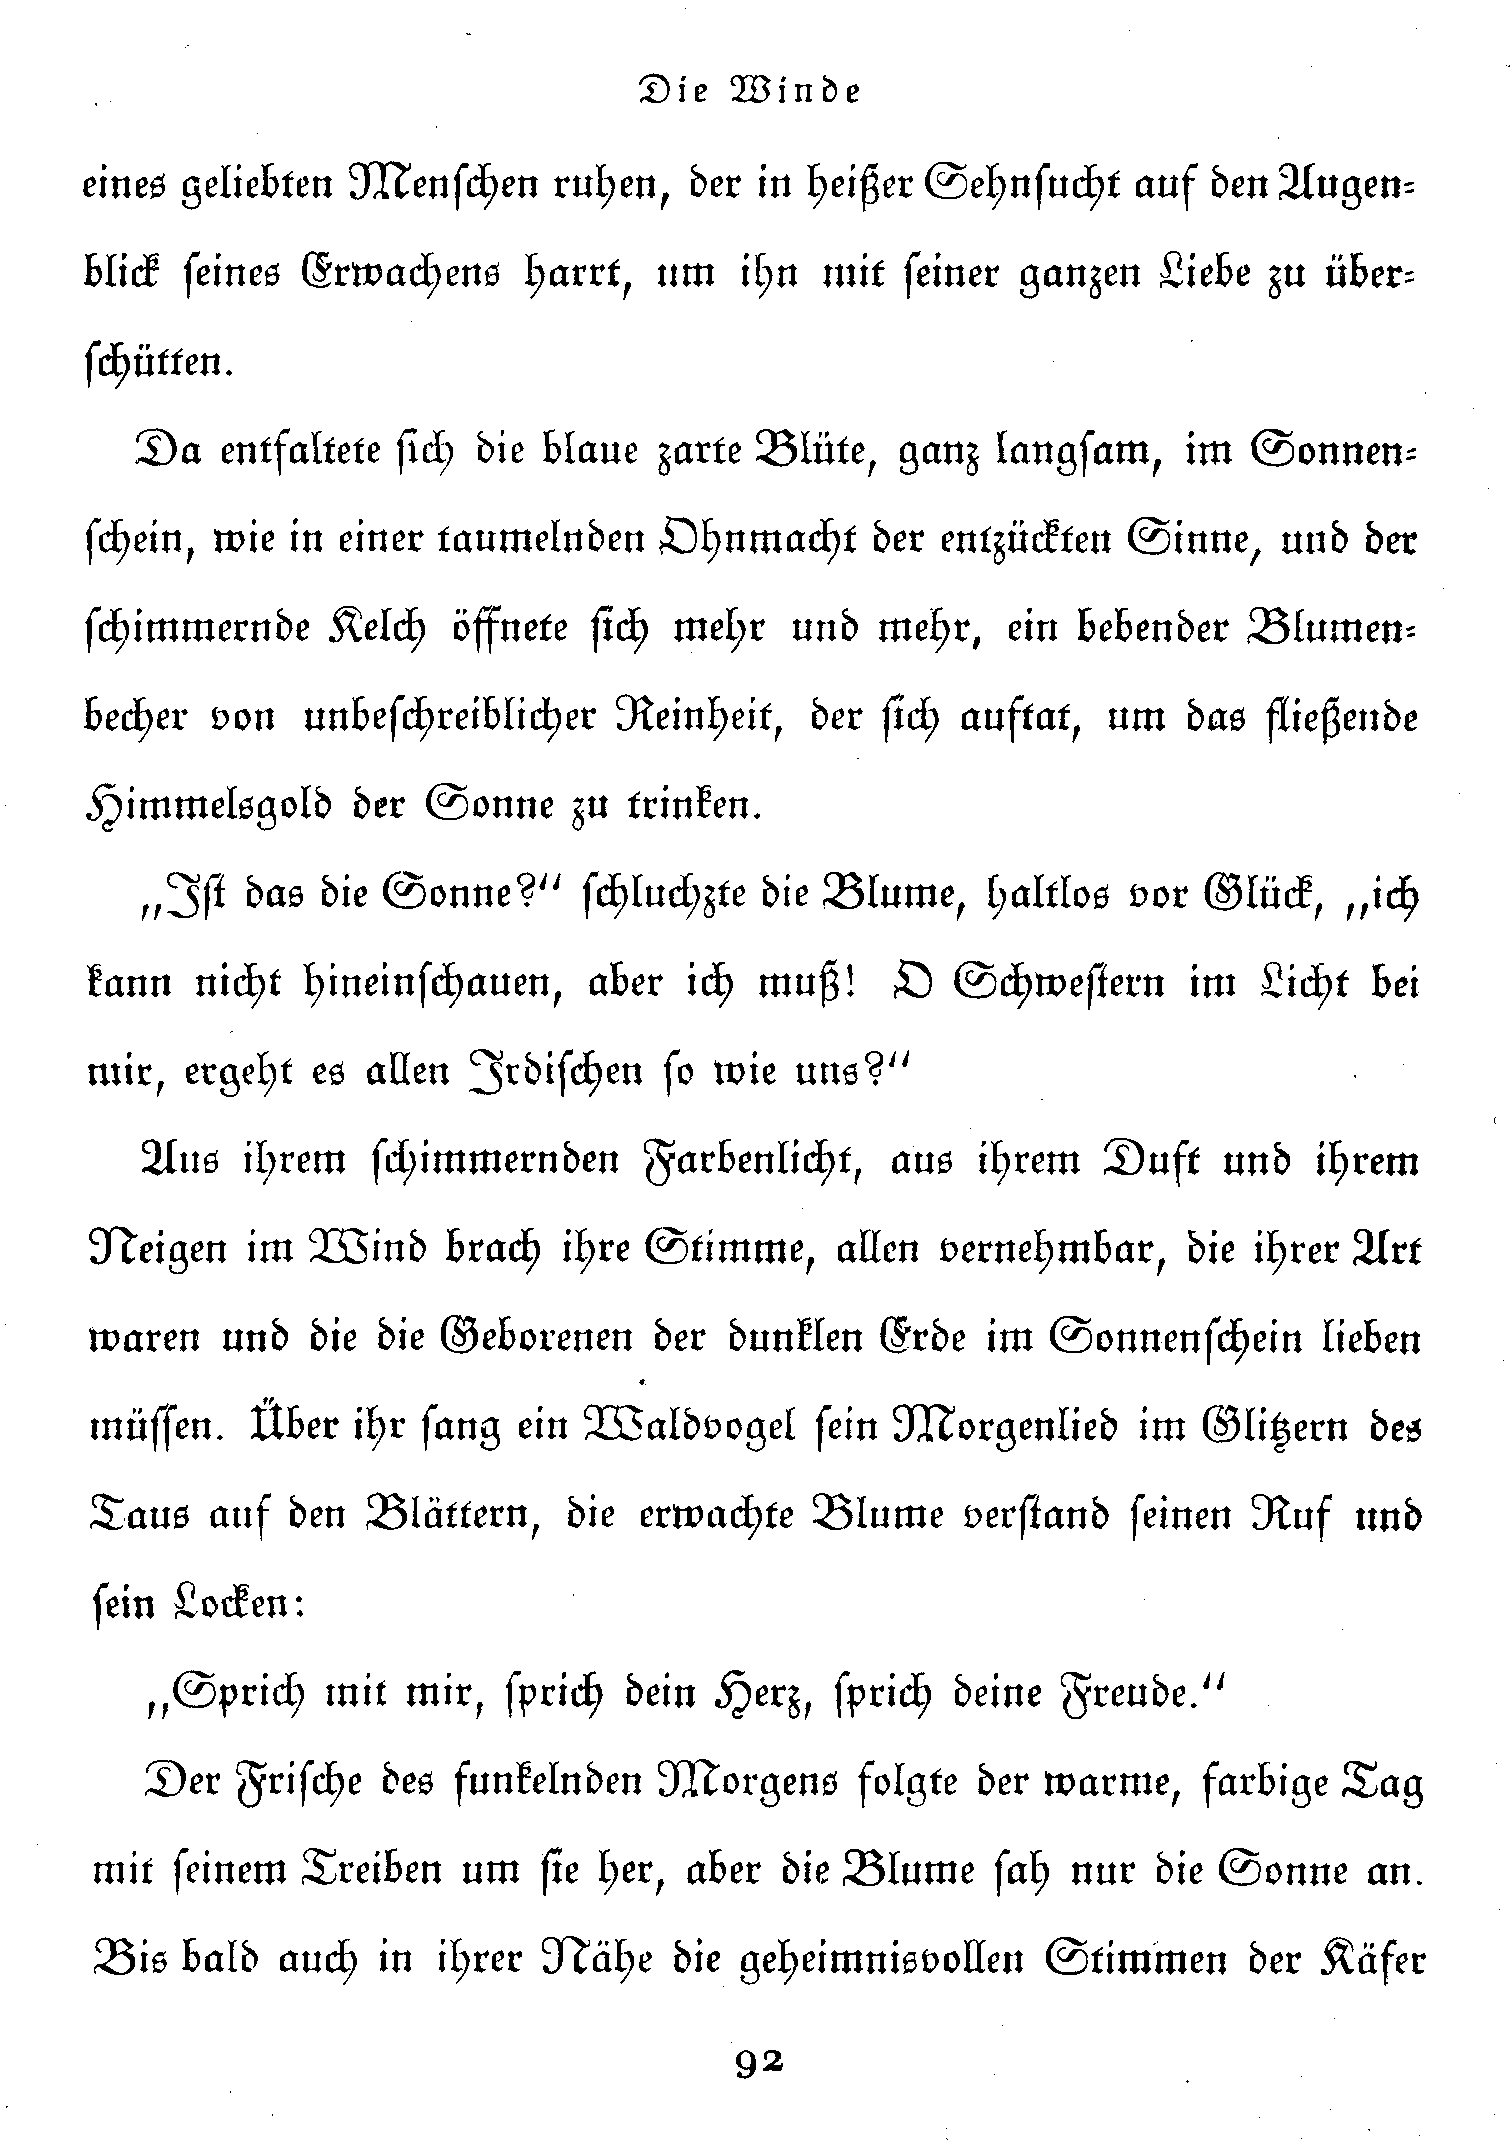 Die Winde
eines geliebten Menſchen ruhen, der in heißer Sehnſucht auf den Augen⸗
blick ſeines Erwachens harrt, um ihn mit ſeiner ganzen Liebe zu über⸗
ſchütten.
Da entfaltete ſich die blaue zarte Blüte, ganz langſam, im Sonnen⸗
ſchein, wie in einer taumelnden Ohnmacht der entzückten Sinne, und der
ſchimmernde Kelch öffnete ſich mehr und mehr, ein bebender Blumen⸗
becher von unbeſchreiblicher Reinheit, der ſich auftat, um das fließende
Himmelsgold der Sonne zu trinken.
„Iſt das die Sonne?“ ſchluchzte die Blume, haltlos vor Glück, „ich
kann nicht hineinſchauen, aber ich muß! O Schweſtern im Licht bei
mir, ergeht es allen Irdiſchen ſo wie uns?“
Aus ihrem ſchimmernden Farbenlicht, aus ihrem Duft und ihrem
Neigen im Wind brach ihre Stimme, allen vernehmbar, die ihrer Art
waren und die die Geborenen der dunklen Erde im Sonnenſchein lieben
müſſen. Über ihr ſang ein Waldvogel ſein Morgenlied im Glitzern des
Taus auf den Blättern, die erwachte Blume verſtand ſeinen Ruf und
ſein Locken:
„Sprich mit mir, ſprich dein Herz, ſprich deine Freude.“
Der Friſche des funkelnden Morgens folgte der warme, farbige Tag
mit ſeinem Treiben um ſie her, aber die Blume ſah nur die Sonne an.
Bis bald auch in ihrer Nähe die geheimnisvollen Stimmen der Käfer
92